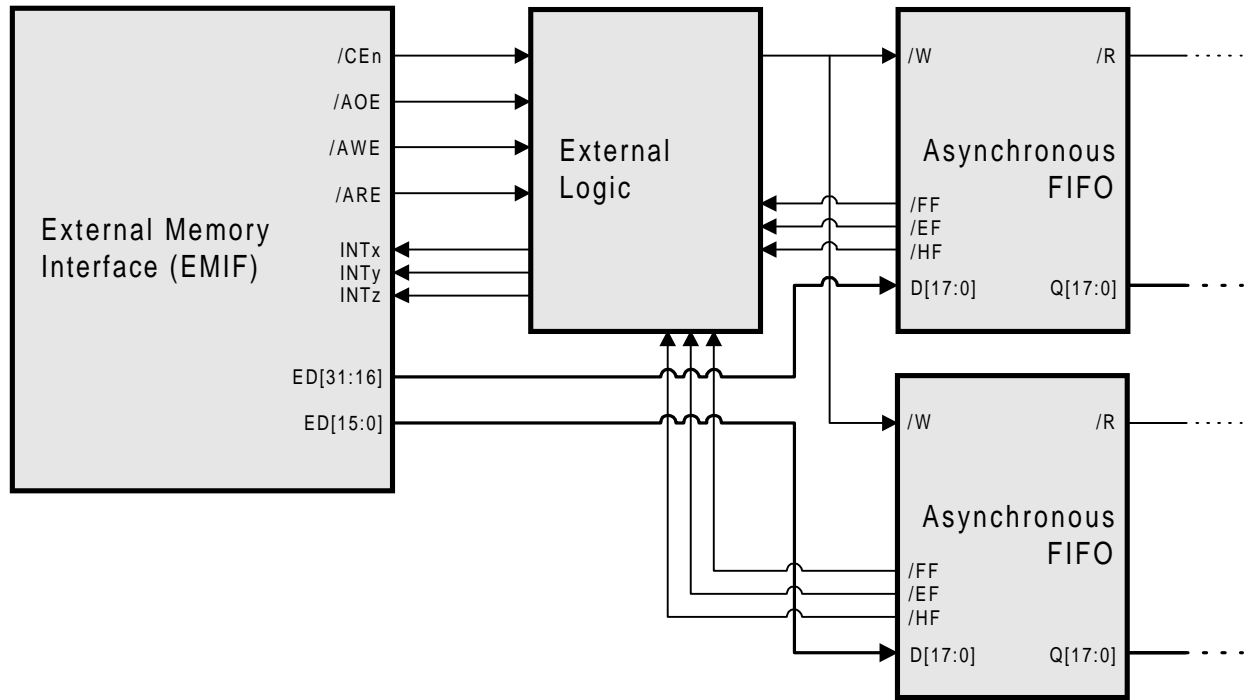 /CEn
/AOE
/AWE
/ARE
External Memory
Interface (EMIF)
INTx
INTy
INTz
ED[31:16]
ED[15:0]
External
Logic
/W
/R
Asynchronous
FIFO
/FF
/EF
/HF
D[17:0]
Q[17:0]
/W
/R
Asynchronous
FIFO
/FF
/EF
/HF
D[17:0]
Q[17:0]